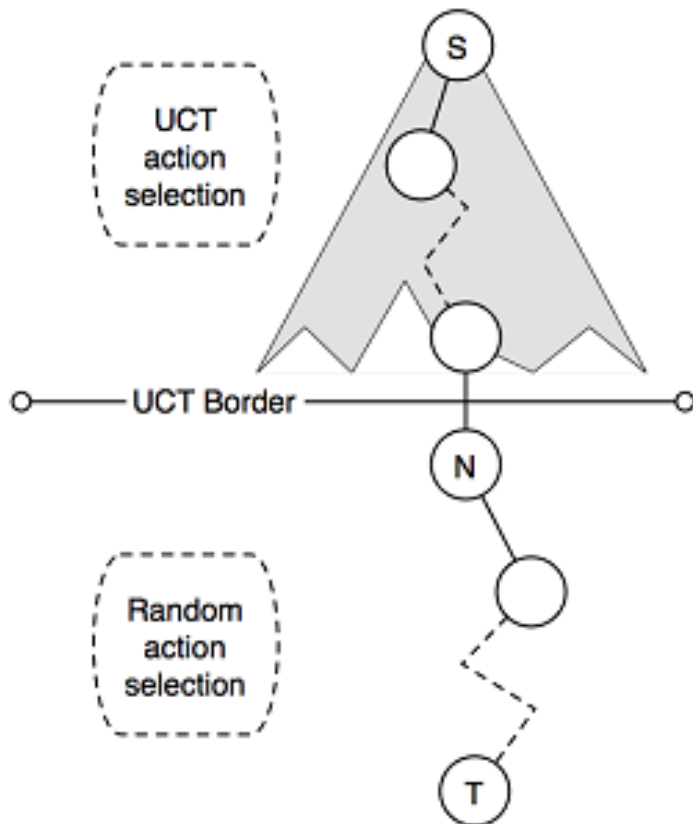 S
UCT
action
selection
UCT Border
N
Random
action
selection
T